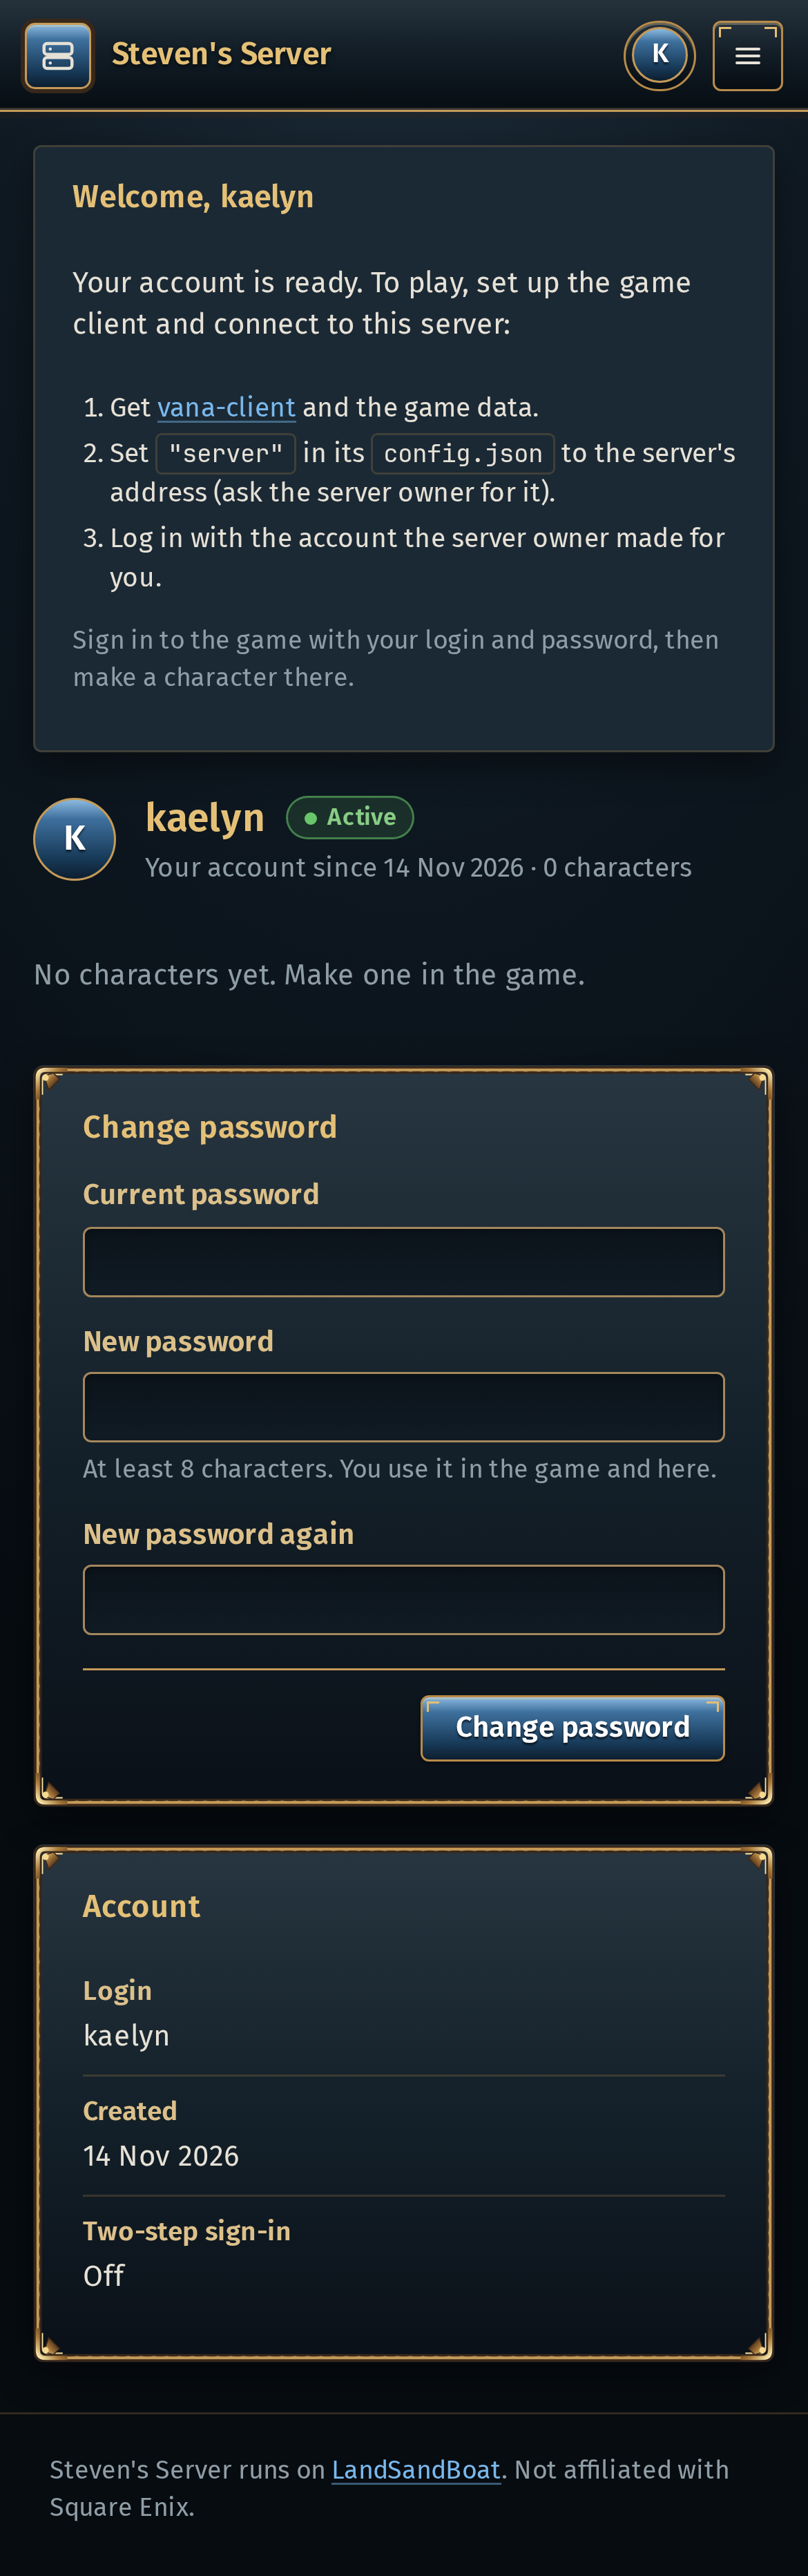 Steven's Server
K
Welcome, kaelyn
Your account is ready. To play, set up the game
client and connect to this server:
1. Get vana-client and the game data.
2. Set "server" in its config.json to the server's
address (ask the server owner for it).
3. Log in with the account the server owner made for
you.
Sign in to the game with your login and password, then
make a character there.
K
kaelyn
Active
Your account since 14 Nov 2026 · 0 characters
No characters yet. Make one in the game.
Change password
Current password
New password
At least 8 characters. You use it in the game and here.
New password again
Change password
Account
Login
kaelyn
Created
14 Nov 2026
Two-step sign-in
Off
Steven's Server runs on LandSandBoat. Not affiliated with
Square Enix.